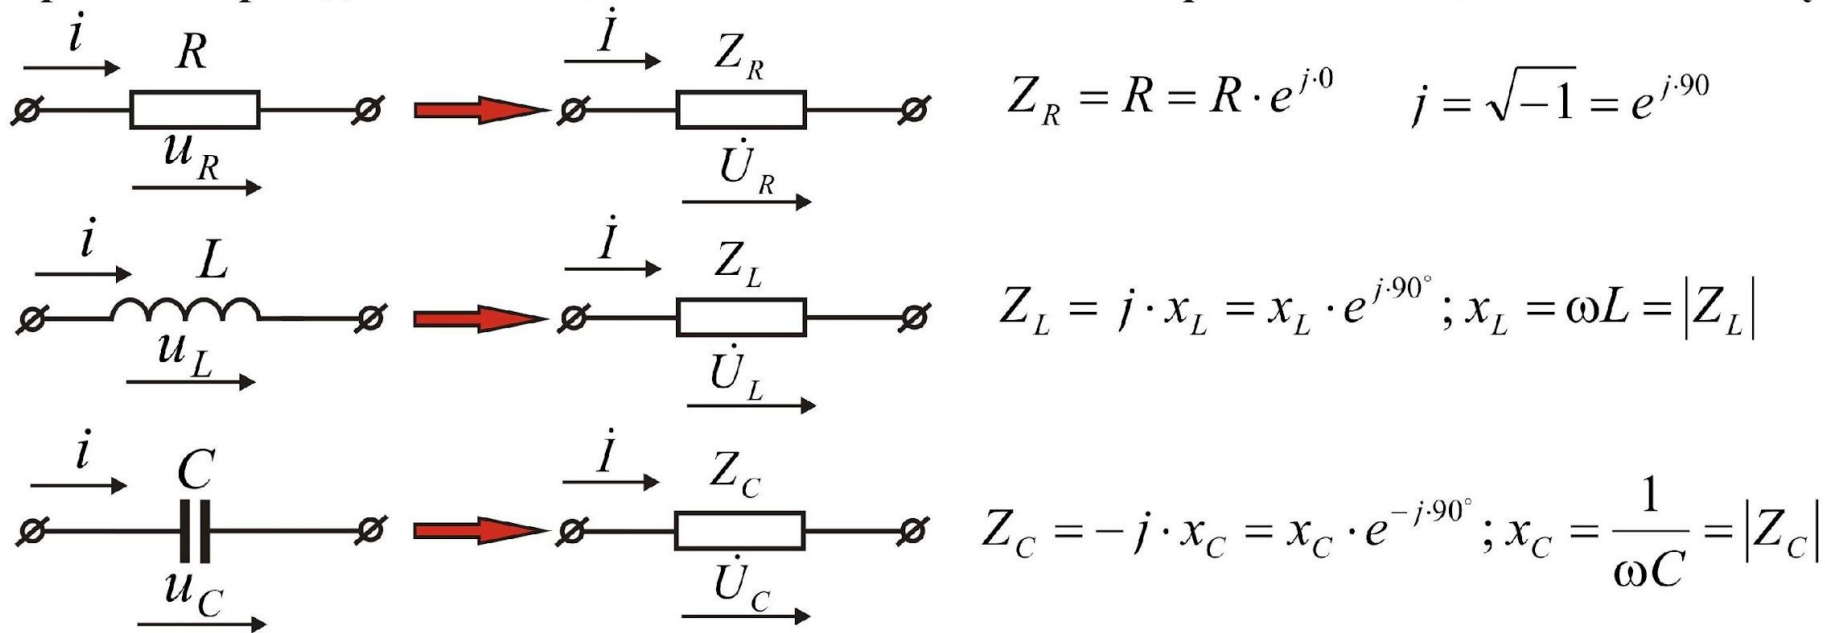 i R İ Z_R Z_R = R = R · e^{j·0} j = √−1 = e^{j·90}
u_R U̇_R
i L İ Z_L Z_L = j · x_L = x_L · e^{j·90°} ; x_L = ωL = |Z_L|
u_L U̇_L
i C İ Z_C Z_C = − j · x_C = x_C · e^{−j·90°} ; x_C = 1/ωC = |Z_C|
u_C U̇_C